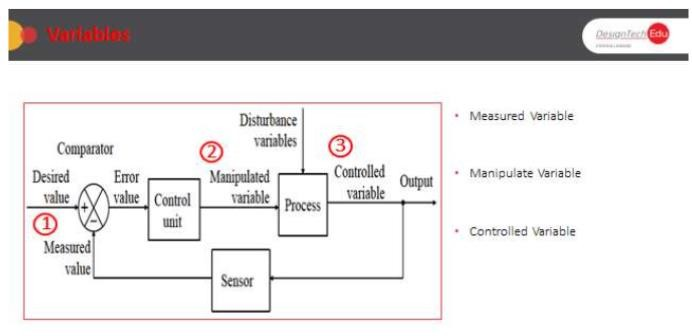 Variables
DesignTech Edu
Disturbance
variables
Comparator
Desired
value
Error
value
Control
unit
Manipulated
variable
Process
Controlled
variable
Output
Measured
value
Sensor
+
−
1
2
3
• Measured Variable
• Manipulate Variable
• Controlled Variable